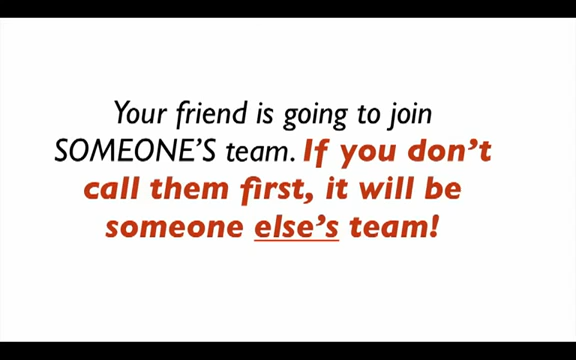 Your friend is going to join
SOMEONE'S team. If you don't
call them first, it will be
someone else's team!